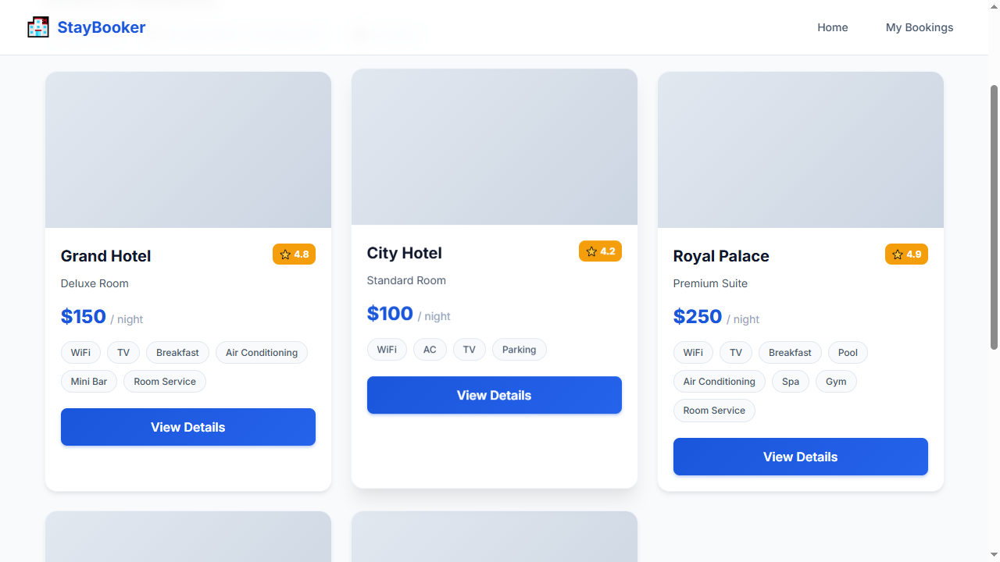 StayBooker
Home
My Bookings
Grand Hotel
4.8
Deluxe Room
$150 / night
WiFi
TV
Breakfast
Air Conditioning
Mini Bar
Room Service
View Details
City Hotel
4.2
Standard Room
$100 / night
WiFi
AC
TV
Parking
View Details
Royal Palace
4.9
Premium Suite
$250 / night
WiFi
TV
Breakfast
Pool
Air Conditioning
Spa
Gym
Room Service
View Details